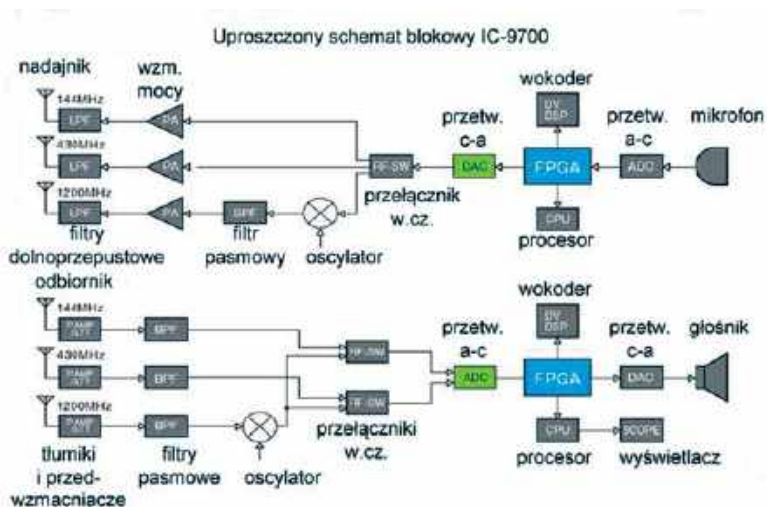 Uproszczony schemat blokowy IC-9700
nadajnik
wzm.
mocy
wokoder
przetw.
c-a
przetw.
a-c
mikrofon
144MHz
LPF
PA
DV
DSP
430MHz
LPF
PA
RF-SW
DAC
FPGA
ADC
1200MHz
LPF
PA
BPF
przełącznik
w.cz.
CPU
procesor
filtry
dolnoprzepustowe
filtr
pasmowy
oscylator
odbiornik
144MHz
BPF
wokoder
DV
DSP
przetw.
a-c
przetw.
c-a
głośnik
RF-SW
430MHz
BPF
ADC
FPGA
DAC
RF-SW
1200MHz
BPF
przełączniki
w.cz.
CPU
SCOPE
procesor
wyświetlacz
tłumiki
i przed-
wzmacniacze
filtry
pasmowe
oscylator